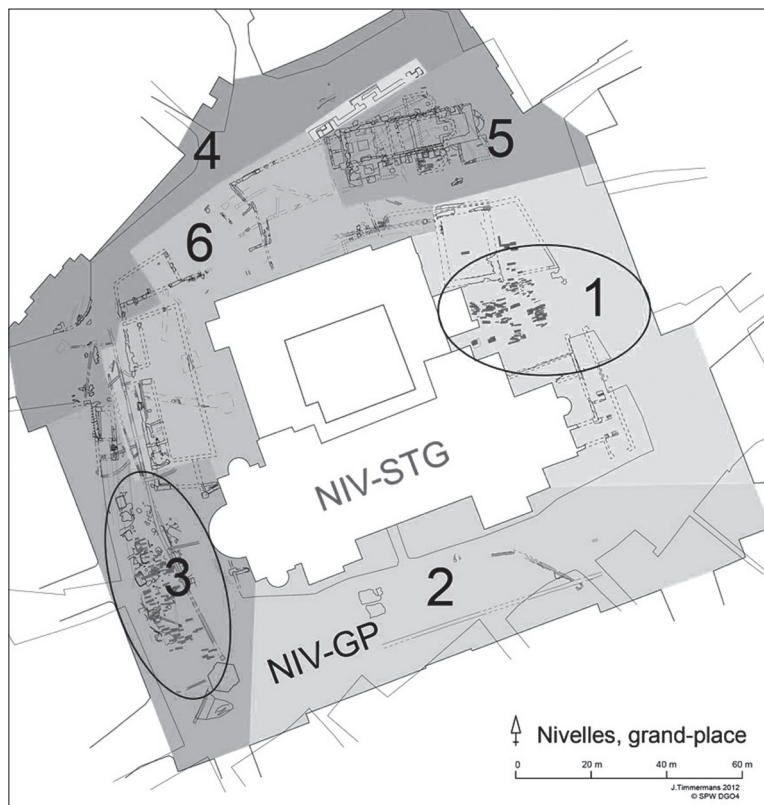 4
5
6
1
NIV-STG
3
2
NIV-GP
Nivelles, grand-place
0 20 m 40 m 60 m
J.Timmermans 2012
© SPW DGO4